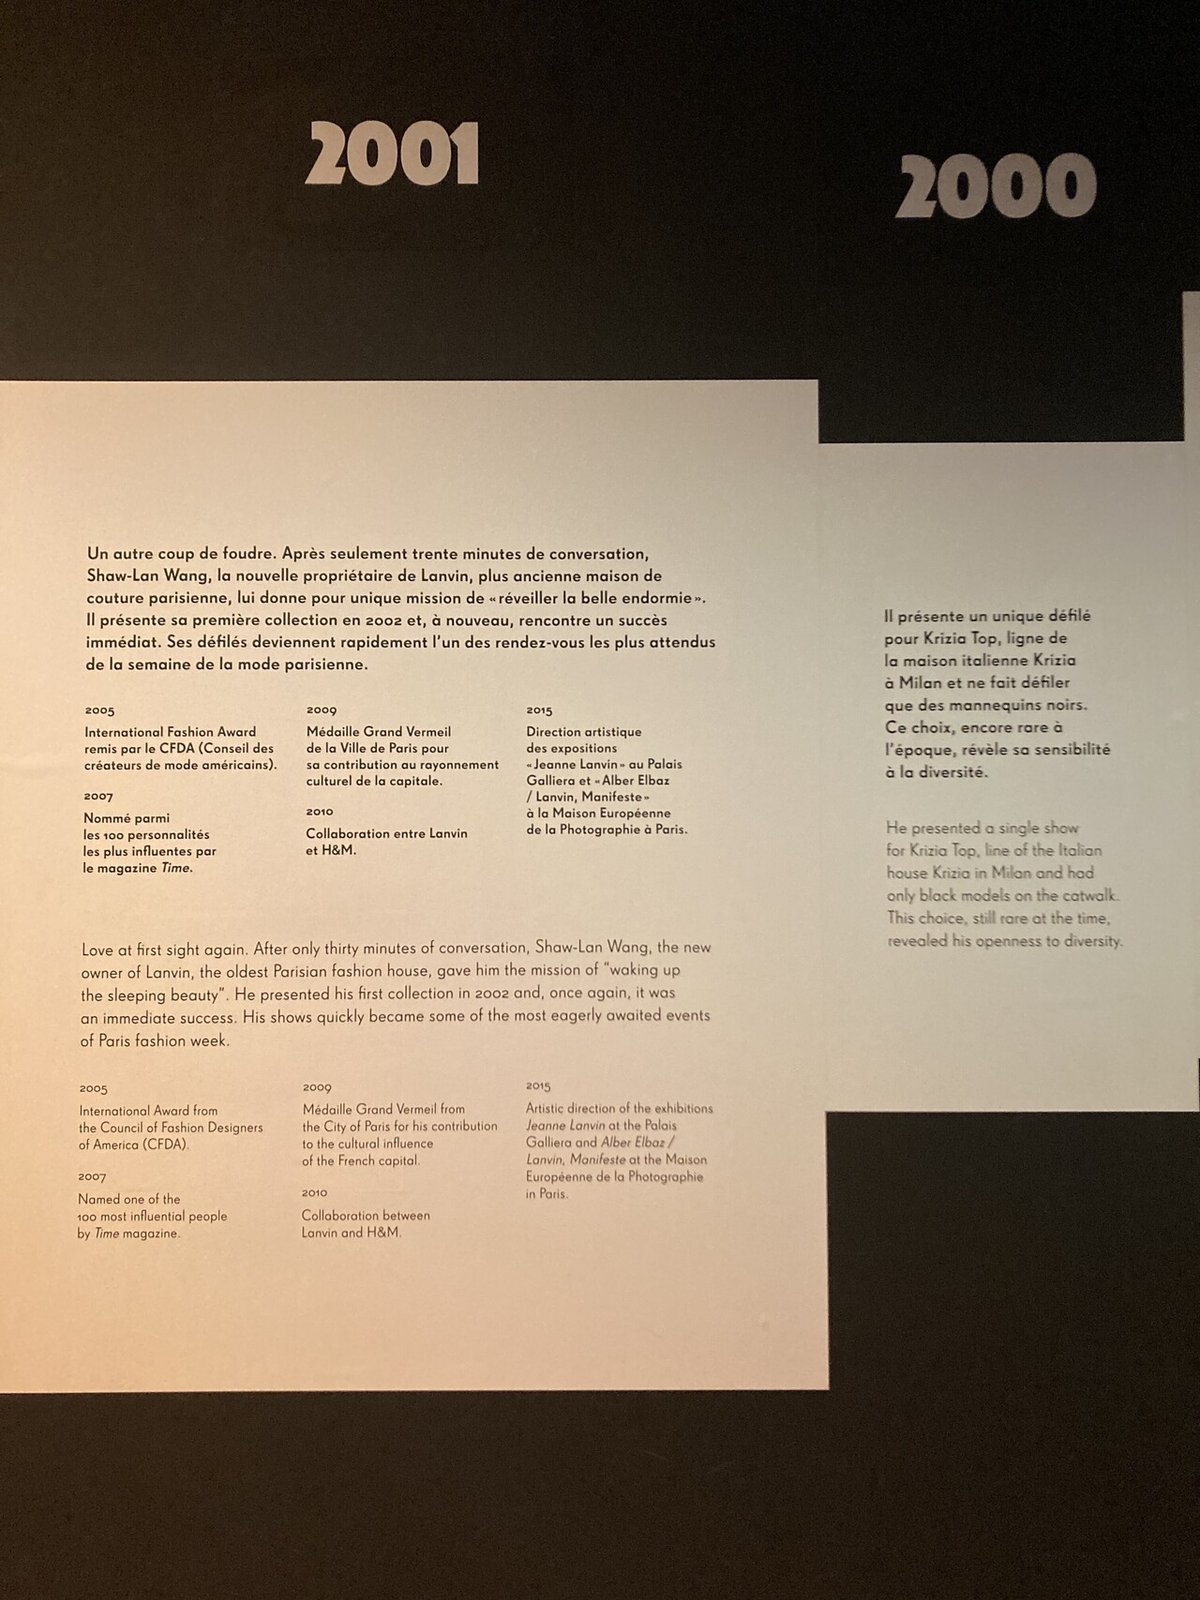 2001
Un autre coup de foudre. Après seulement trente minutes de conversation,
Shaw-Lan Wang, la nouvelle propriétaire de Lanvin, plus ancienne maison de
couture parisienne, lui donne pour unique mission de «réveiller la belle endormie».
Il présente sa première collection en 2002 et, à nouveau, rencontre un succès
immédiat. Ses défilés deviennent rapidement l'un des rendez-vous les plus attendus
de la semaine de la mode parisienne.
2005
International Fashion Award
remis par le CFDA (Conseil des
créateurs de mode américains).
2007
Nommé parmi
les 100 personnalités
les plus influentes par
le magazine Time.
2009
Médaille Grand Vermeil
de la Ville de Paris pour
sa contribution au rayonnement
culturel de la capitale.
2010
Collaboration entre Lanvin
et H&M.
2015
Direction artistique
des expositions
«Jeanne Lanvin» au Palais
Galliera et «Alber Elbaz
/ Lanvin, Manifeste»
à la Maison Européenne
de la Photographie à Paris.
Love at first sight again. After only thirty minutes of conversation, Shaw-Lan Wang, the new
owner of Lanvin, the oldest Parisian fashion house, gave him the mission of "waking up
the sleeping beauty". He presented his first collection in 2002 and, once again, it was
an immediate success. His shows quickly became some of the most eagerly awaited events
of Paris fashion week.
2005
International Award from
the Council of Fashion Designers
of America (CFDA).
2007
Named one of the
100 most influential people
by Time magazine.
2009
Médaille Grand Vermeil from
the City of Paris for his contribution
to the cultural influence
of the French capital.
2010
Collaboration between
Lanvin and H&M.
2015
Artistic direction of the exhibitions
Jeanne Lanvin at the Palais
Galliera and Alber Elbaz /
Lanvin, Manifeste at the Maison
Européenne de la Photographie
in Paris.
2000
Il présente un unique défilé
pour Krizia Top, ligne de
la maison italienne Krizia
à Milan et ne fait défiler
que des mannequins noirs.
Ce choix, encore rare à
l'époque, révèle sa sensibilité
à la diversité.
He presented a single show
for Krizia Top, line of the Italian
house Krizia in Milan and had
only black models on the catwalk.
This choice, still rare at the time,
revealed his openness to diversity.